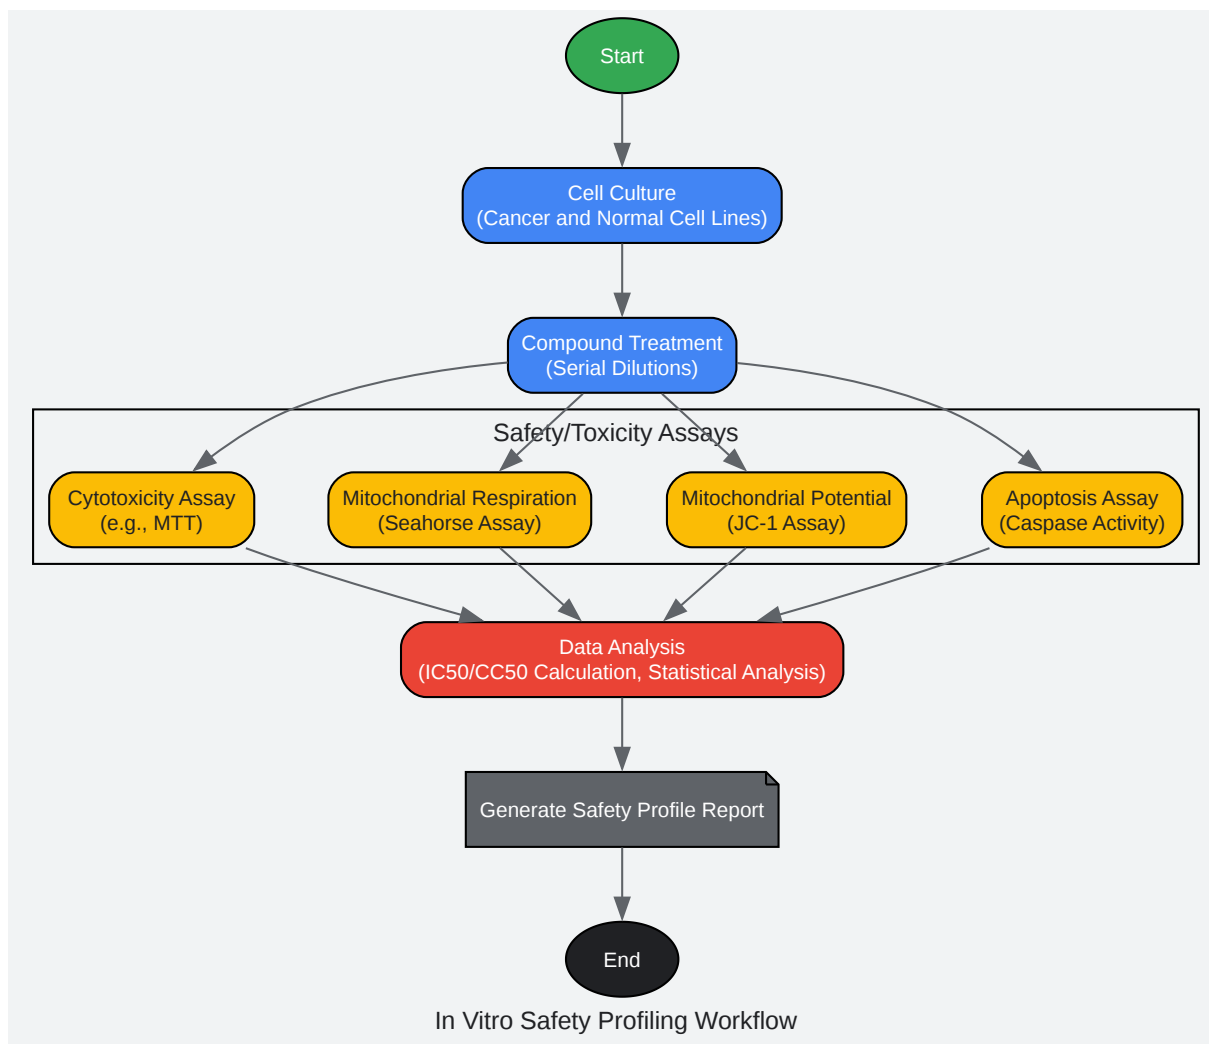 Start
Cell Culture
(Cancer and Normal Cell Lines)
Compound Treatment
(Serial Dilutions)
Safety/Toxicity Assays
Cytotoxicity Assay
(e.g., MTT)
Mitochondrial Respiration
(Seahorse Assay)
Mitochondrial Potential
(JC-1 Assay)
Apoptosis Assay
(Caspase Activity)
Data Analysis
(IC50/CC50 Calculation, Statistical Analysis)
Generate Safety Profile Report
End
In Vitro Safety Profiling Workflow